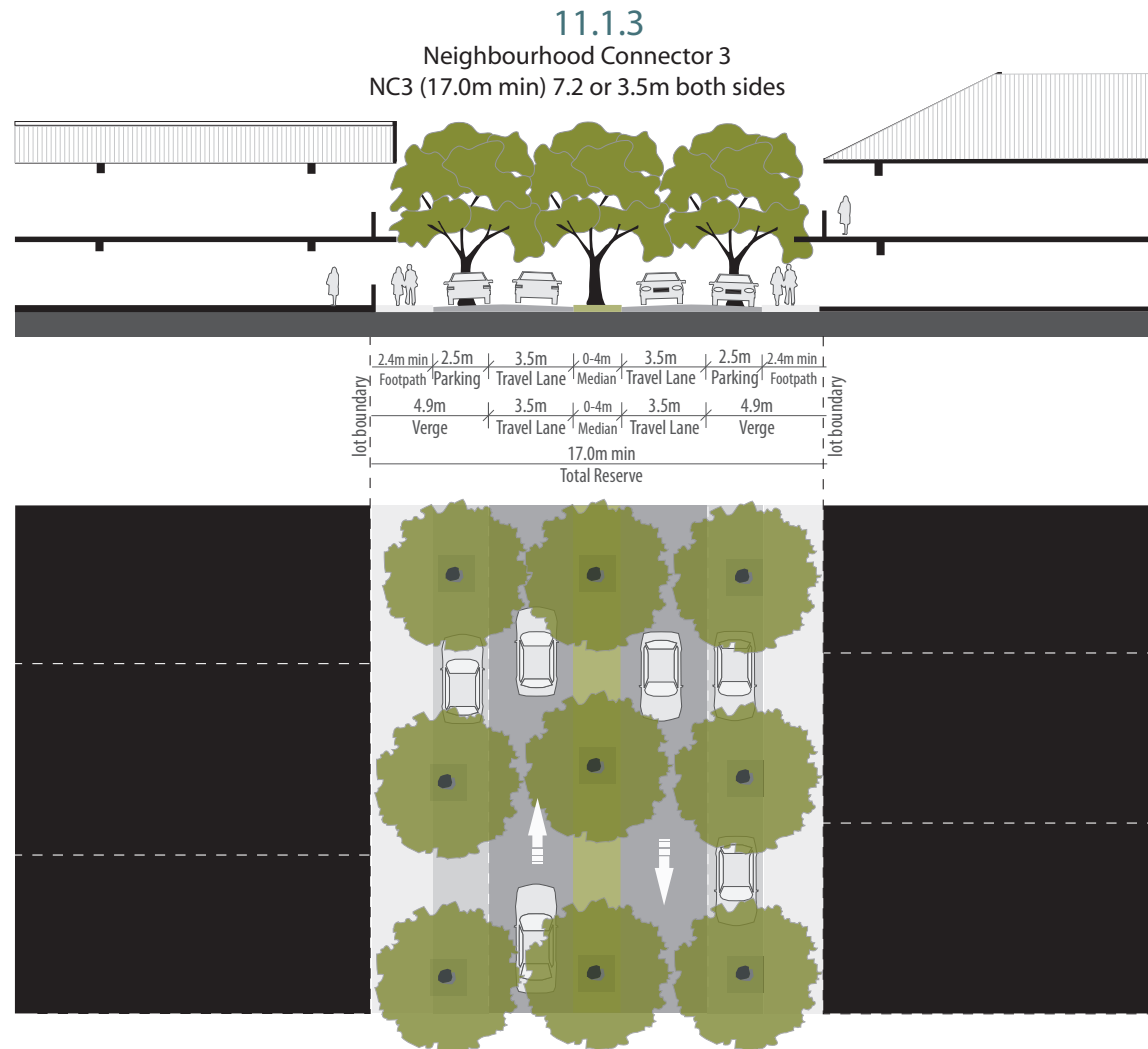 11.1.3
Neighbourhood Connector 3
NC3 (17.0m min) 7.2 or 3.5m both sides
2.4m min 2.5m 3.5m 0-4m 3.5m 2.5m 2.4m min
Footpath Parking Travel Lane Median Travel Lane Parking Footpath
4.9m 3.5m 0-4m 3.5m 4.9m
Verge Travel Lane Median Travel Lane Verge
17.0m min
Total Reserve
lot boundary
lot boundary